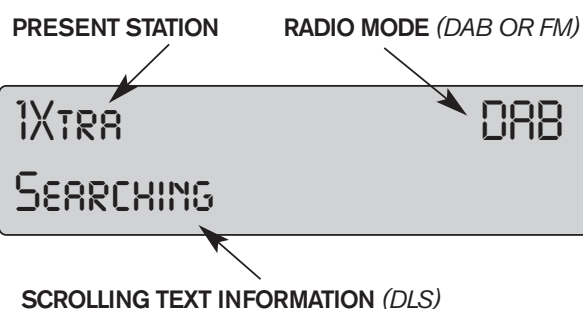 PRESENT STATION RADIO MODE (DAB OR FM)
1XTRA DAB
SEARCHING
SCROLLING TEXT INFORMATION (DLS)